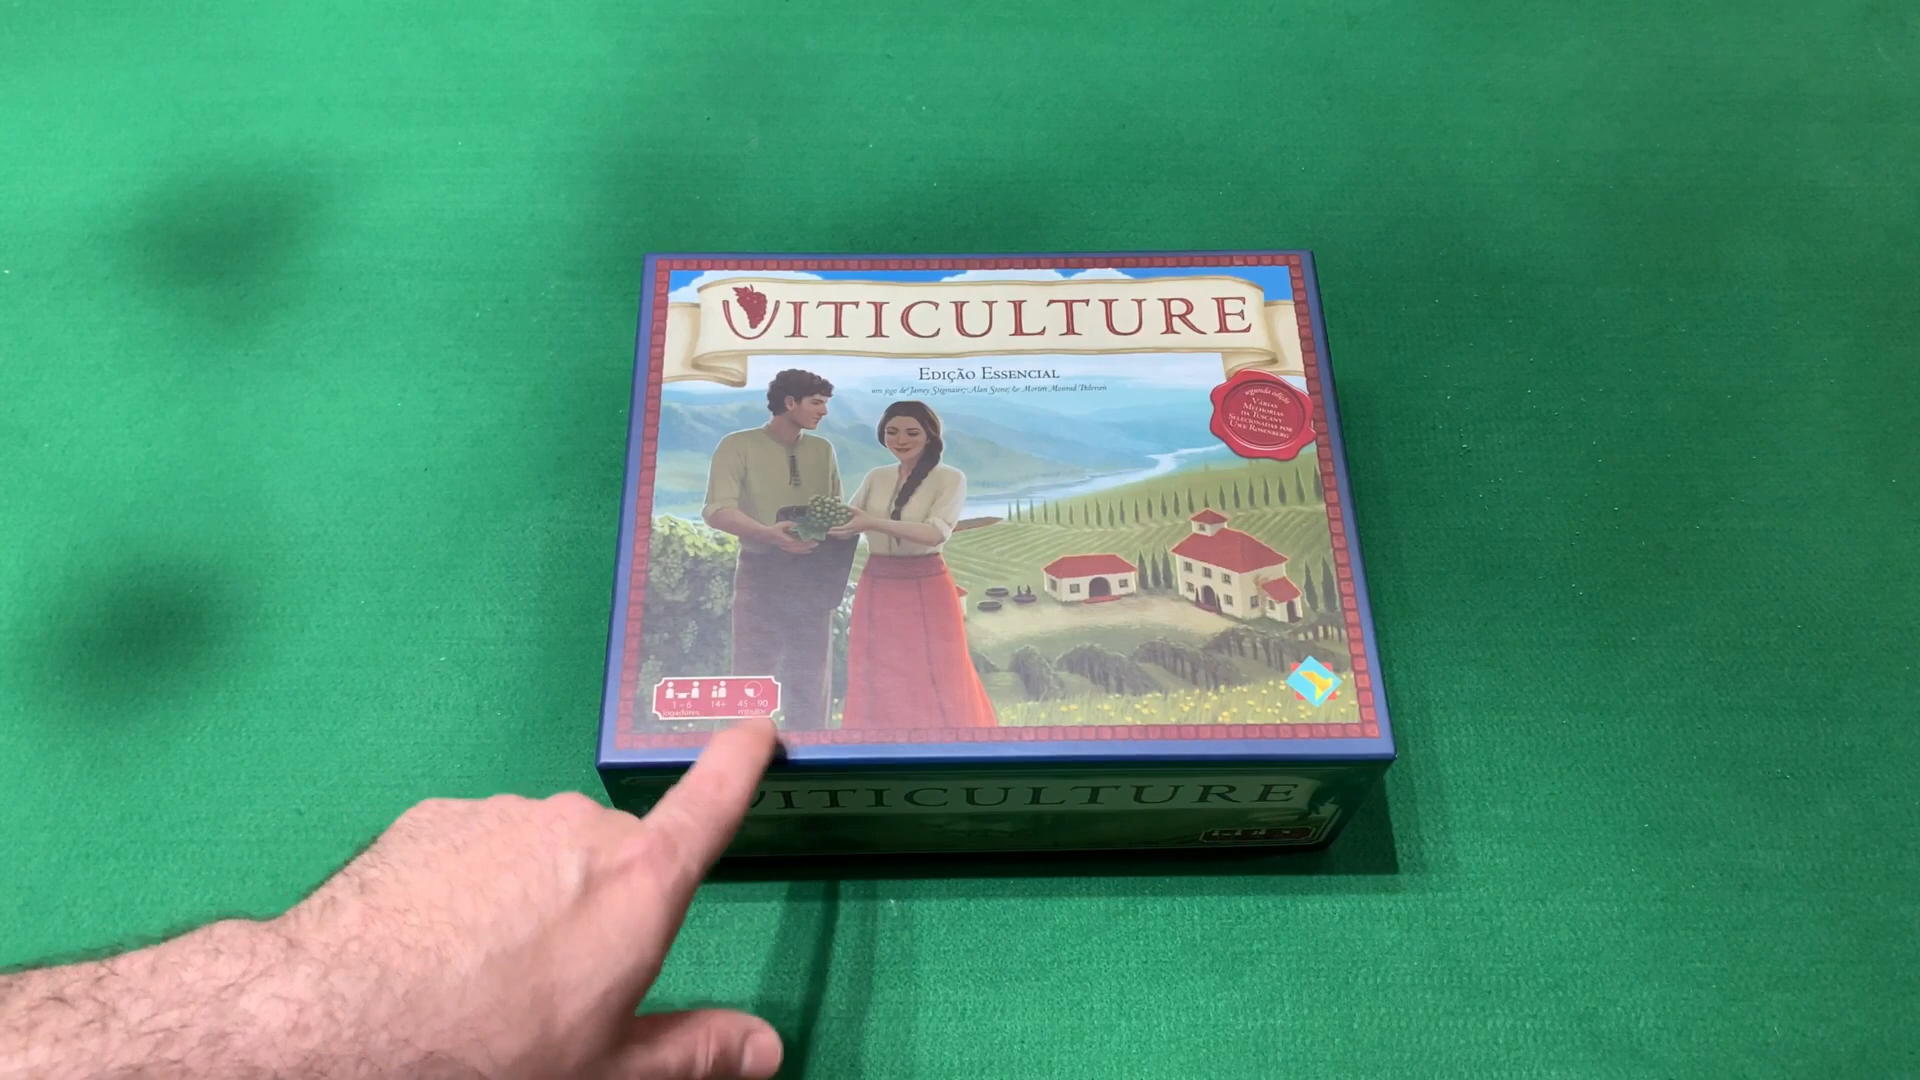 VITICULTURE
EDIÇÃO ESSENCIAL
um jogo de Jamey Stegmaier, Alan Stone, & Morten Monrad Pedersen
segunda edição
VÁRIAS
MELHORIAS
DA TUSCANY
SELECIONADAS POR
UWE ROSENBERG
1 - 6 14+ 45 - 90
jogadores minutos
VITICULTURE